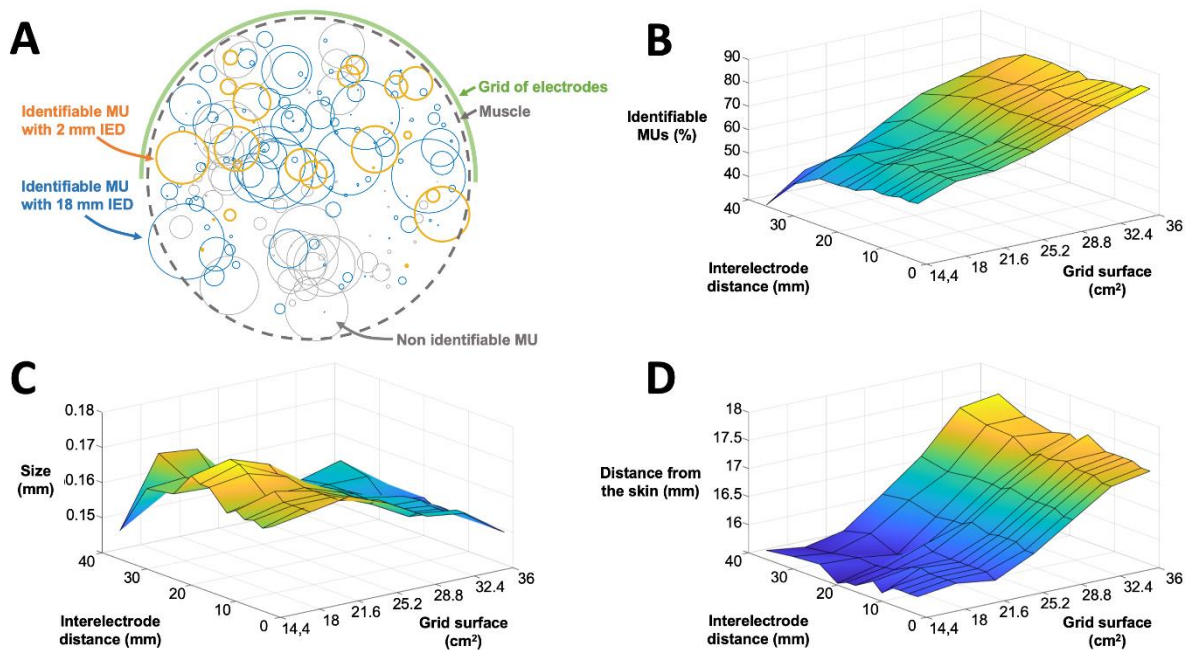 A
Grid of electrodes
Muscle
Identifiable MU
with 2 mm IED
Identifiable MU
with 18 mm IED
Non identifiable MU
B
90
80
70
60
50
40
Identifiable
MUs (%)
40
30
20
10
0
Interelectrode
distance (mm)
14,4
18
21.6
25.2
28.8
32.4
36
Grid surface
(cm²)
C
0.18
0.17
0.16
0.15
Size
(mm)
40
30
20
10
0
Interelectrode
distance (mm)
14,4
18
21.6
25.2
28.8
32.4
36
Grid surface
(cm²)
D
18
17.5
17
16.5
16
Distance from
the skin (mm)
40
30
20
10
0
Interelectrode
distance (mm)
14,4
18
21.6
25.2
28.8
32.4
36
Grid surface
(cm²)